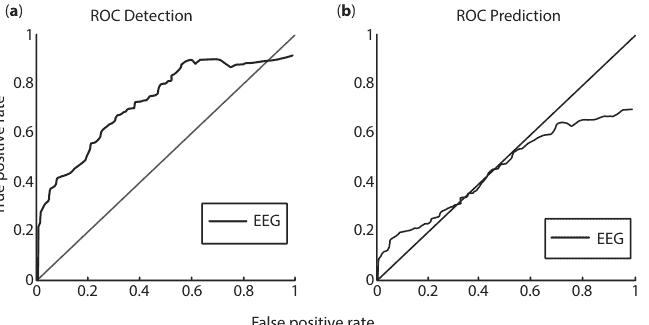 (a) ROC Detection
1
0.8
0.6
0.4
0.2
0
0 0.2 0.4 0.6 0.8 1
True positive rate
EEG
(b) ROC Prediction
1
0.8
0.6
0.4
0.2
0
0 0.2 0.4 0.6 0.8 1
EEG
False positive rate